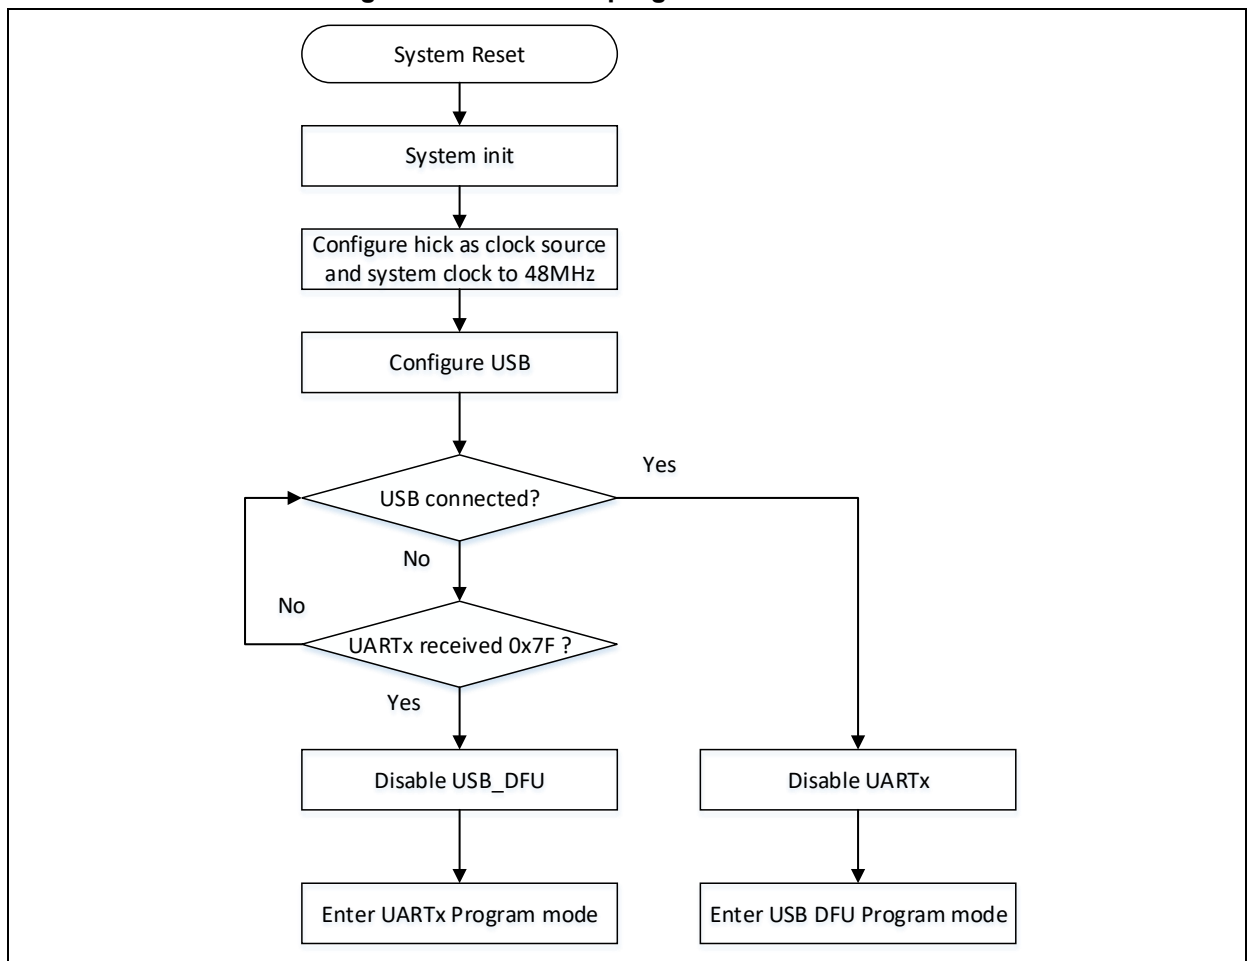 System Reset
System init
Configure hick as clock source
and system clock to 48MHz
Configure USB
Yes
USB connected?
No
No
UARTx received 0x7F ?
Yes
Disable USB_DFU
Disable UARTx
Enter UARTx Program mode
Enter USB DFU Program mode